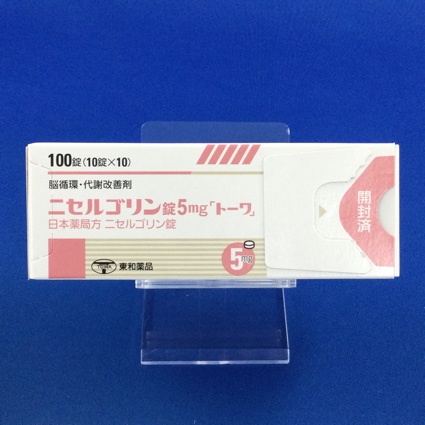 100錠(10錠×10)
脳循環・代謝改善剤
ニセルゴリン錠5mg「トーワ」
日本薬局方 ニセルゴリン錠
5mg
TOWA 東和薬品
開封済